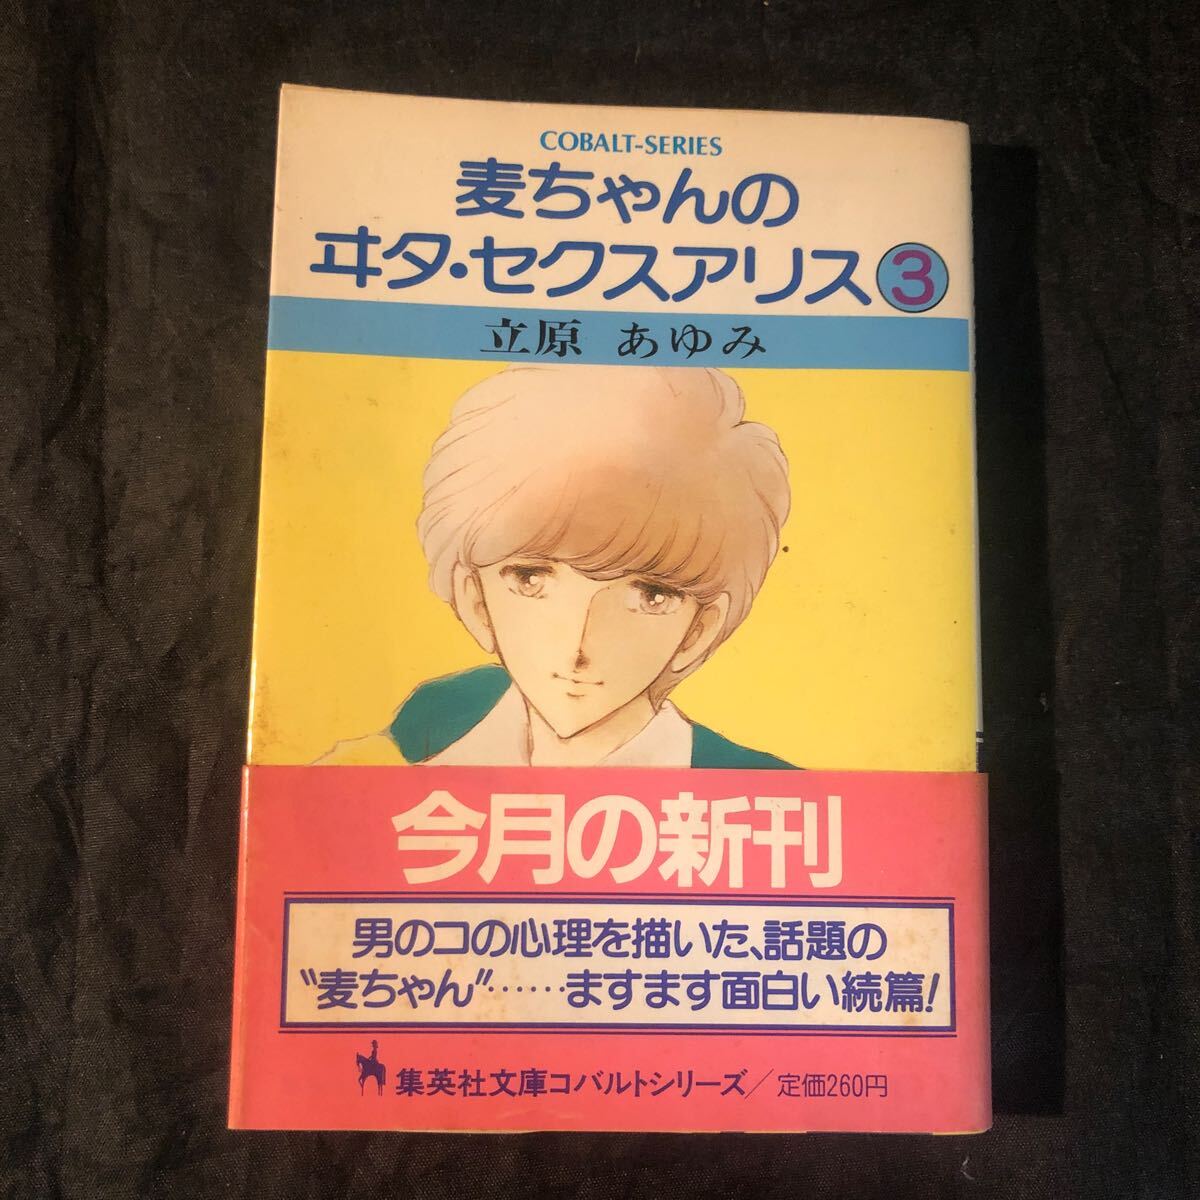 COBALT-SERIES
麦ちゃんの
ヰタ・セクスアリス③
立原 あゆみ
今月の新刊
男のコの心理を描いた、話題の
“麦ちゃん”……ますます面白い続篇!
集英社文庫コバルトシリーズ/定価260円